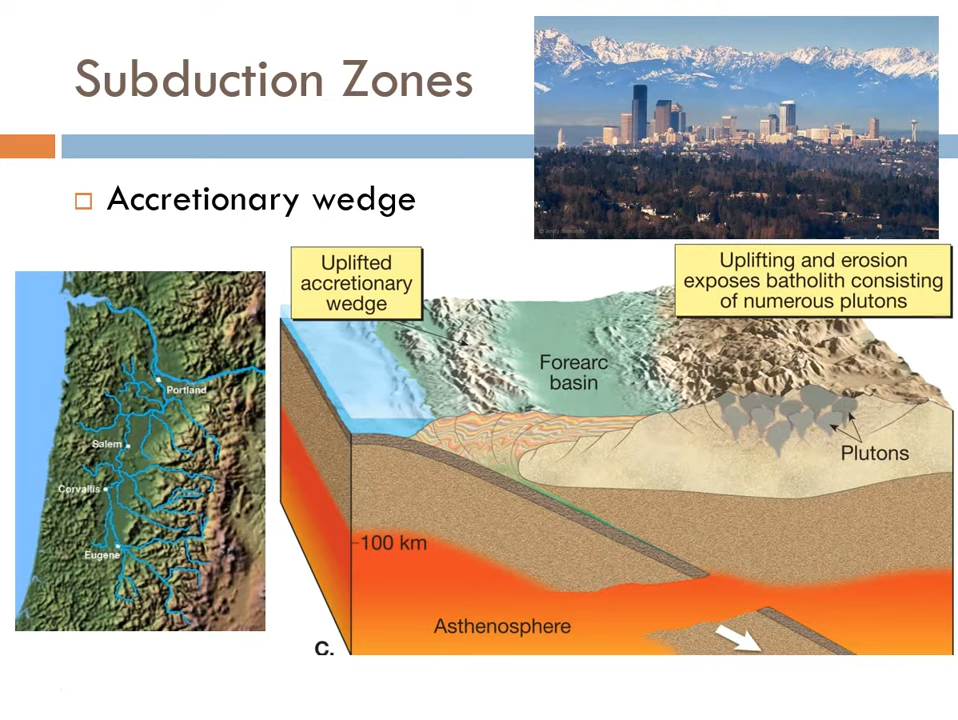 Subduction Zones
Accretionary wedge
Portland
Salem
Corvallis
Eugene
Uplifted
accretionary
wedge
Uplifting and erosion
exposes batholith consisting
of numerous plutons
Forearc
basin
Plutons
100 km
Asthenosphere
C.